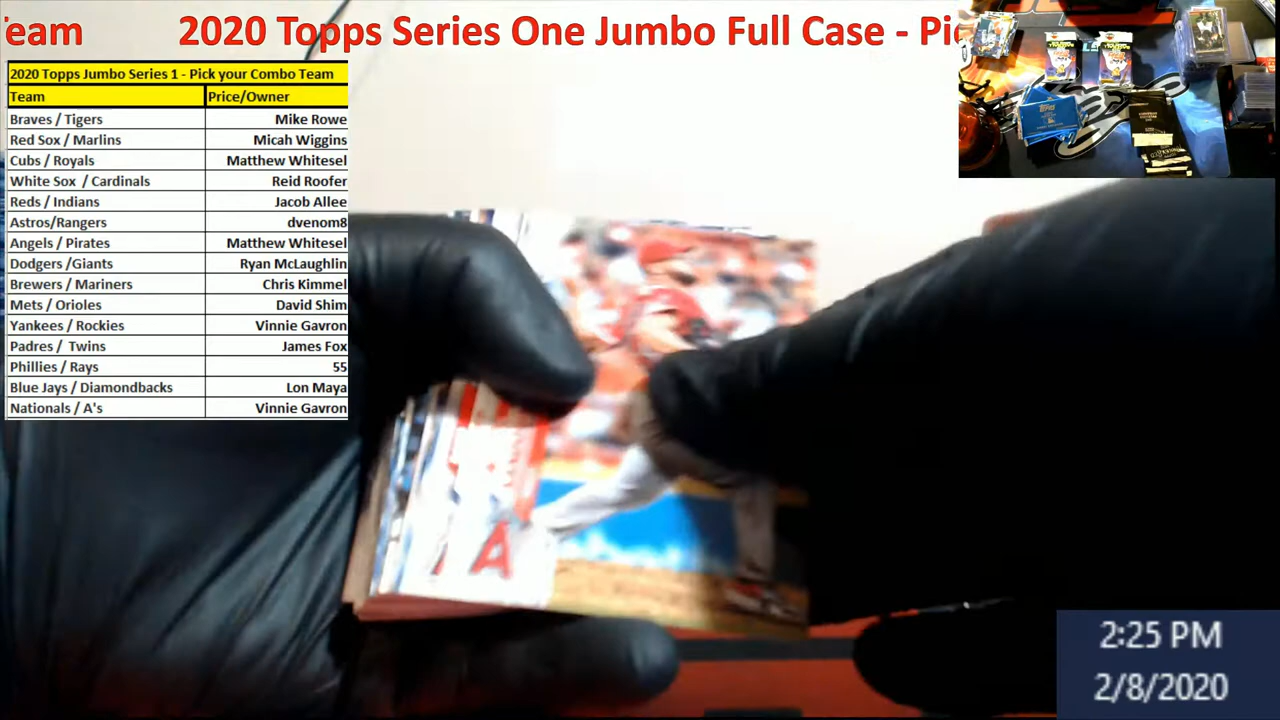 eam 2020 Topps Series One Jumbo Full Case - Pic
2020 Topps Jumbo Series 1 - Pick your Combo Team
Team Price/Owner
Braves / Tigers Mike Rowe
Red Sox / Marlins Micah Wiggins
Cubs / Royals Matthew Whitesel
White Sox / Cardinals Reid Roofer
Reds / Indians Jacob Allee
Astros/Rangers dvenom8
Angels / Pirates Matthew Whitesel
Dodgers /Giants Ryan McLaughlin
Brewers / Mariners Chris Kimmel
Mets / Orioles David Shim
Yankees / Rockies Vinnie Gavron
Padres / Twins James Fox
Phillies / Rays 55
Blue Jays / Diamondbacks Lon Maya
Nationals / A's Vinnie Gavron
A
2:25 PM
2/8/2020